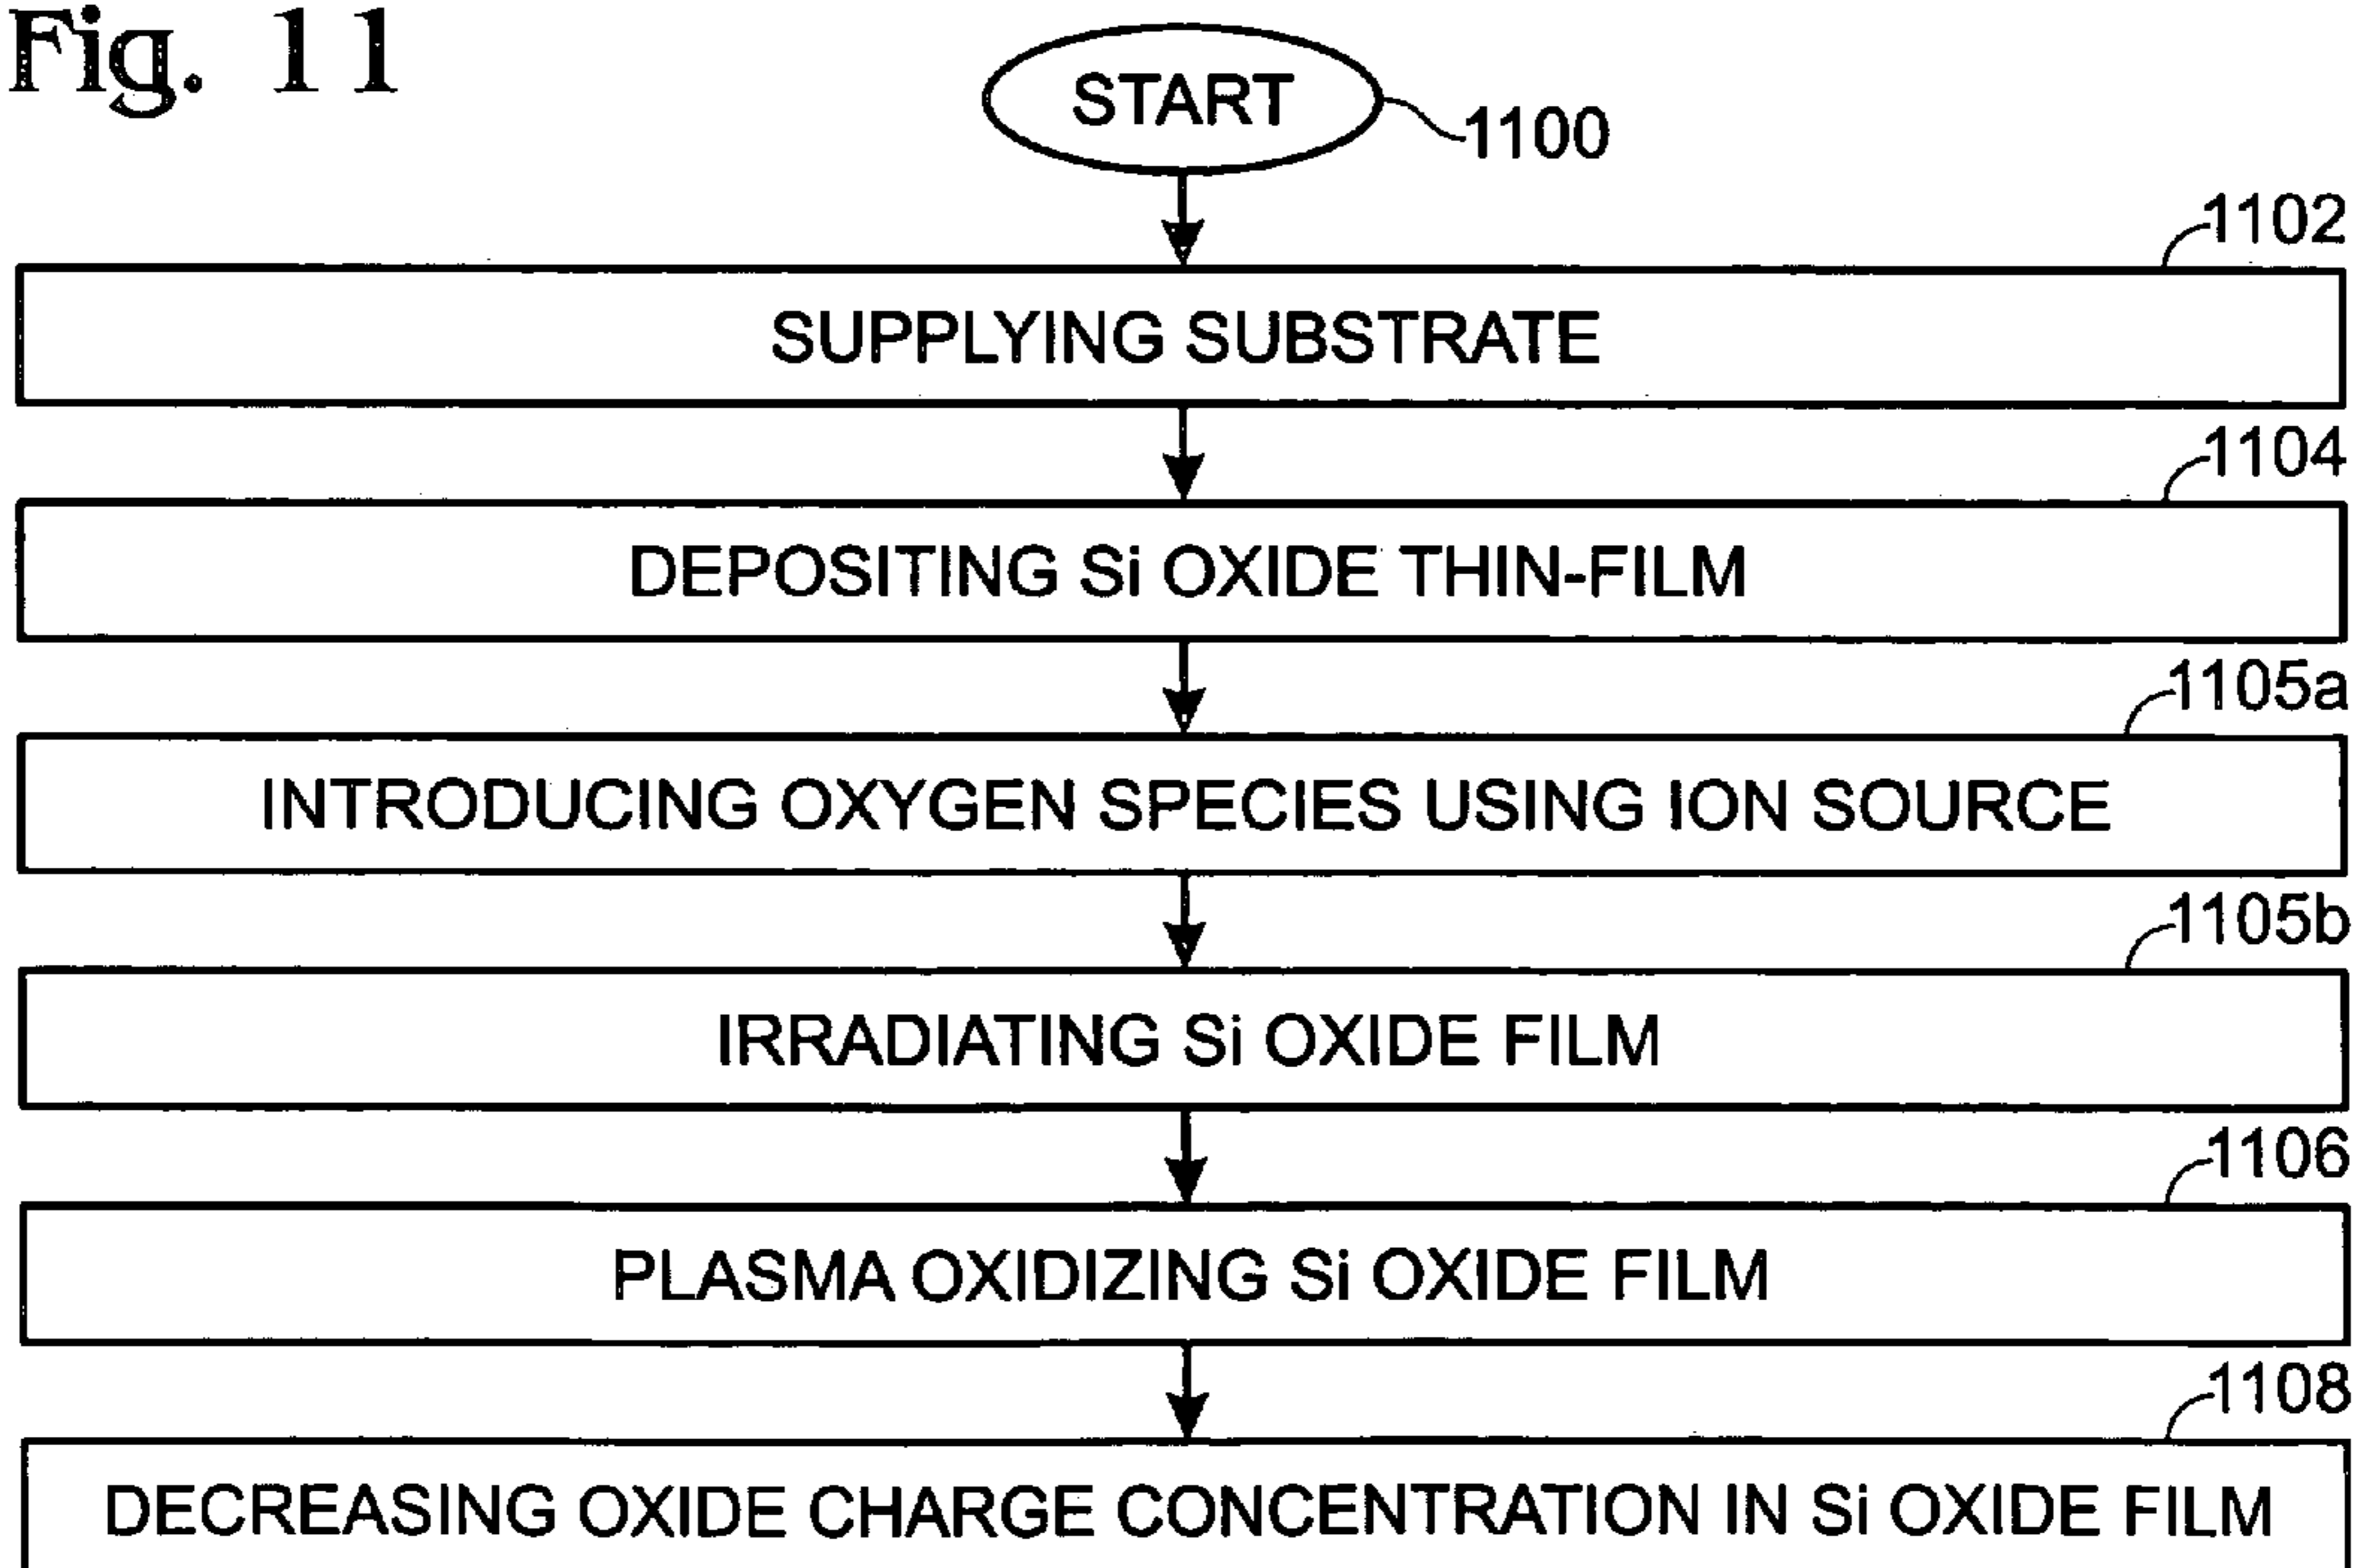 Fig. 11
START
1100
1102
SUPPLYING SUBSTRATE
1104
DEPOSITING Si OXIDE THIN-FILM
1105a
INTRODUCING OXYGEN SPECIES USING ION SOURCE
1105b
IRRADIATING Si OXIDE FILM
1106
PLASMA OXIDIZING Si OXIDE FILM
1108
DECREASING OXIDE CHARGE CONCENTRATION IN Si OXIDE FILM